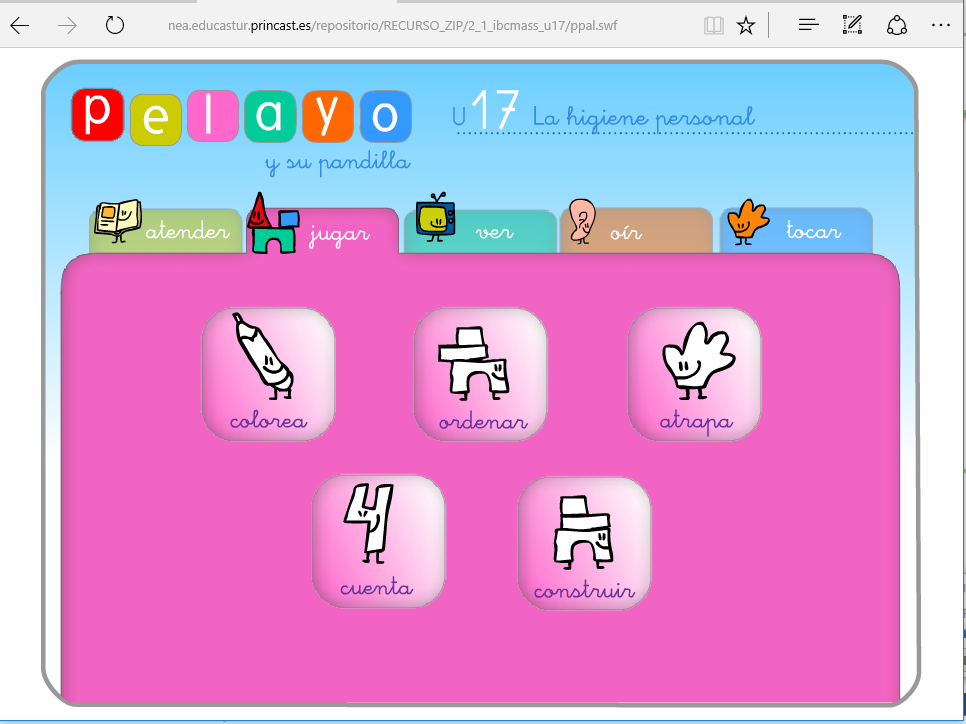 nea.educastur.princast.es/repositorio/RECURSO_ZIP/2_1_ibcmass_u17/ppal.swf
pelayo
U 17 La higiene personal
y su pandilla
atender jugar ver oír tocar
colorea ordenar atrapa
cuenta construir